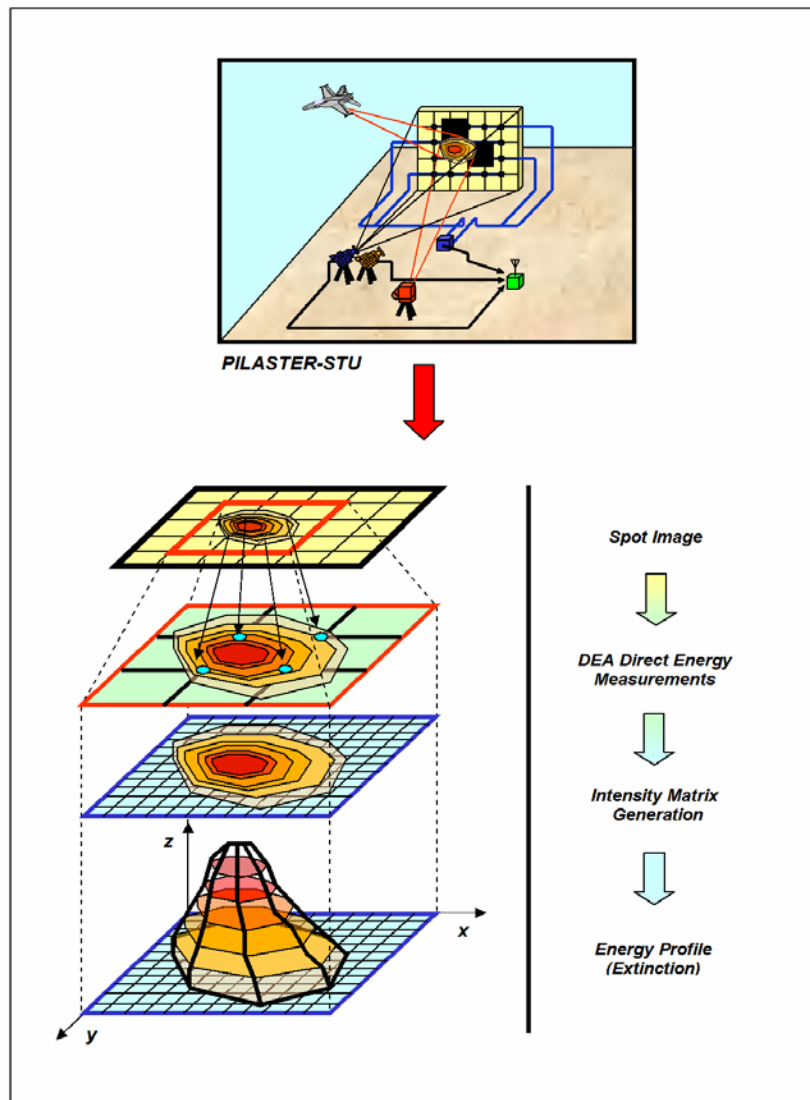 PILASTER-STU
Spot Image
DEA Direct Energy
Measurements
Intensity Matrix
Generation
z
x
Energy Profile
(Extinction)
y